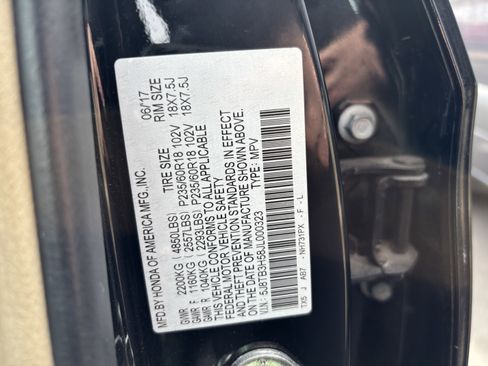 MFD.BY HONDA OF AMERICA MFG.,INC. 06/17
TIRE SIZE RIM SIZE
GVWR 2200KG (4850LBS)
GAWR F 1160KG (2557LBS) P235/60R18 102V 18X7.5J
GAWR R 1040KG (2293LBS) P235/60R18 102V 18X7.5J
THIS VEHICLE CONFORMS TO ALL APPLICABLE
FEDERAL MOTOR VEHICLE SAFETY
AND THEFT PREVENTION STANDARDS IN EFFECT
ON THE DATE OF MANUFACTURE SHOWN ABOVE.
V.I.N.: 5J8TB3H58JL000323 TYPE: MPV
TX5 J AB7 - NH731PX - F - L